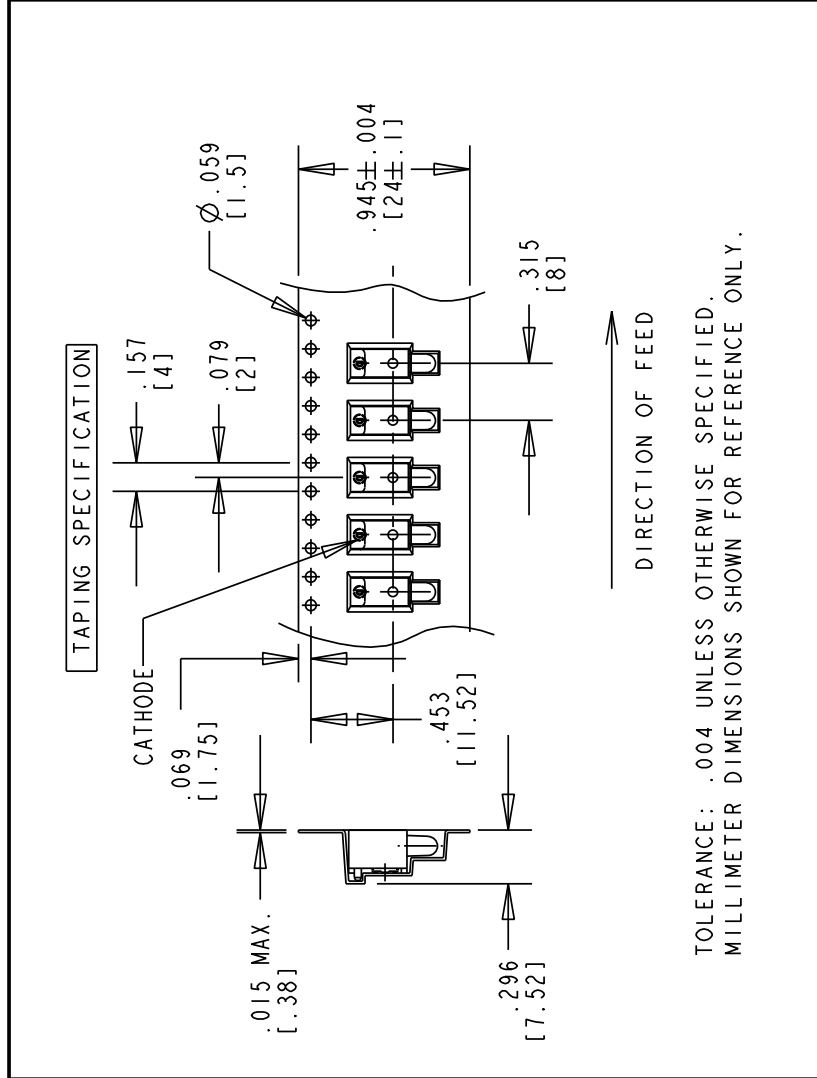 TAPING SPECIFICATION
.157
[4]
.079
[2]
Ø.059
[1.5]
CATHODE
.069
[1.75]
.945±.004
[24±.1]
.315
[8]
.453
[11.52]
.015 MAX.
[.38]
.296
[7.52]
DIRECTION OF FEED
TOLERANCE: .004 UNLESS OTHERWISE SPECIFIED.
MILLIMETER DIMENSIONS SHOWN FOR REFERENCE ONLY.